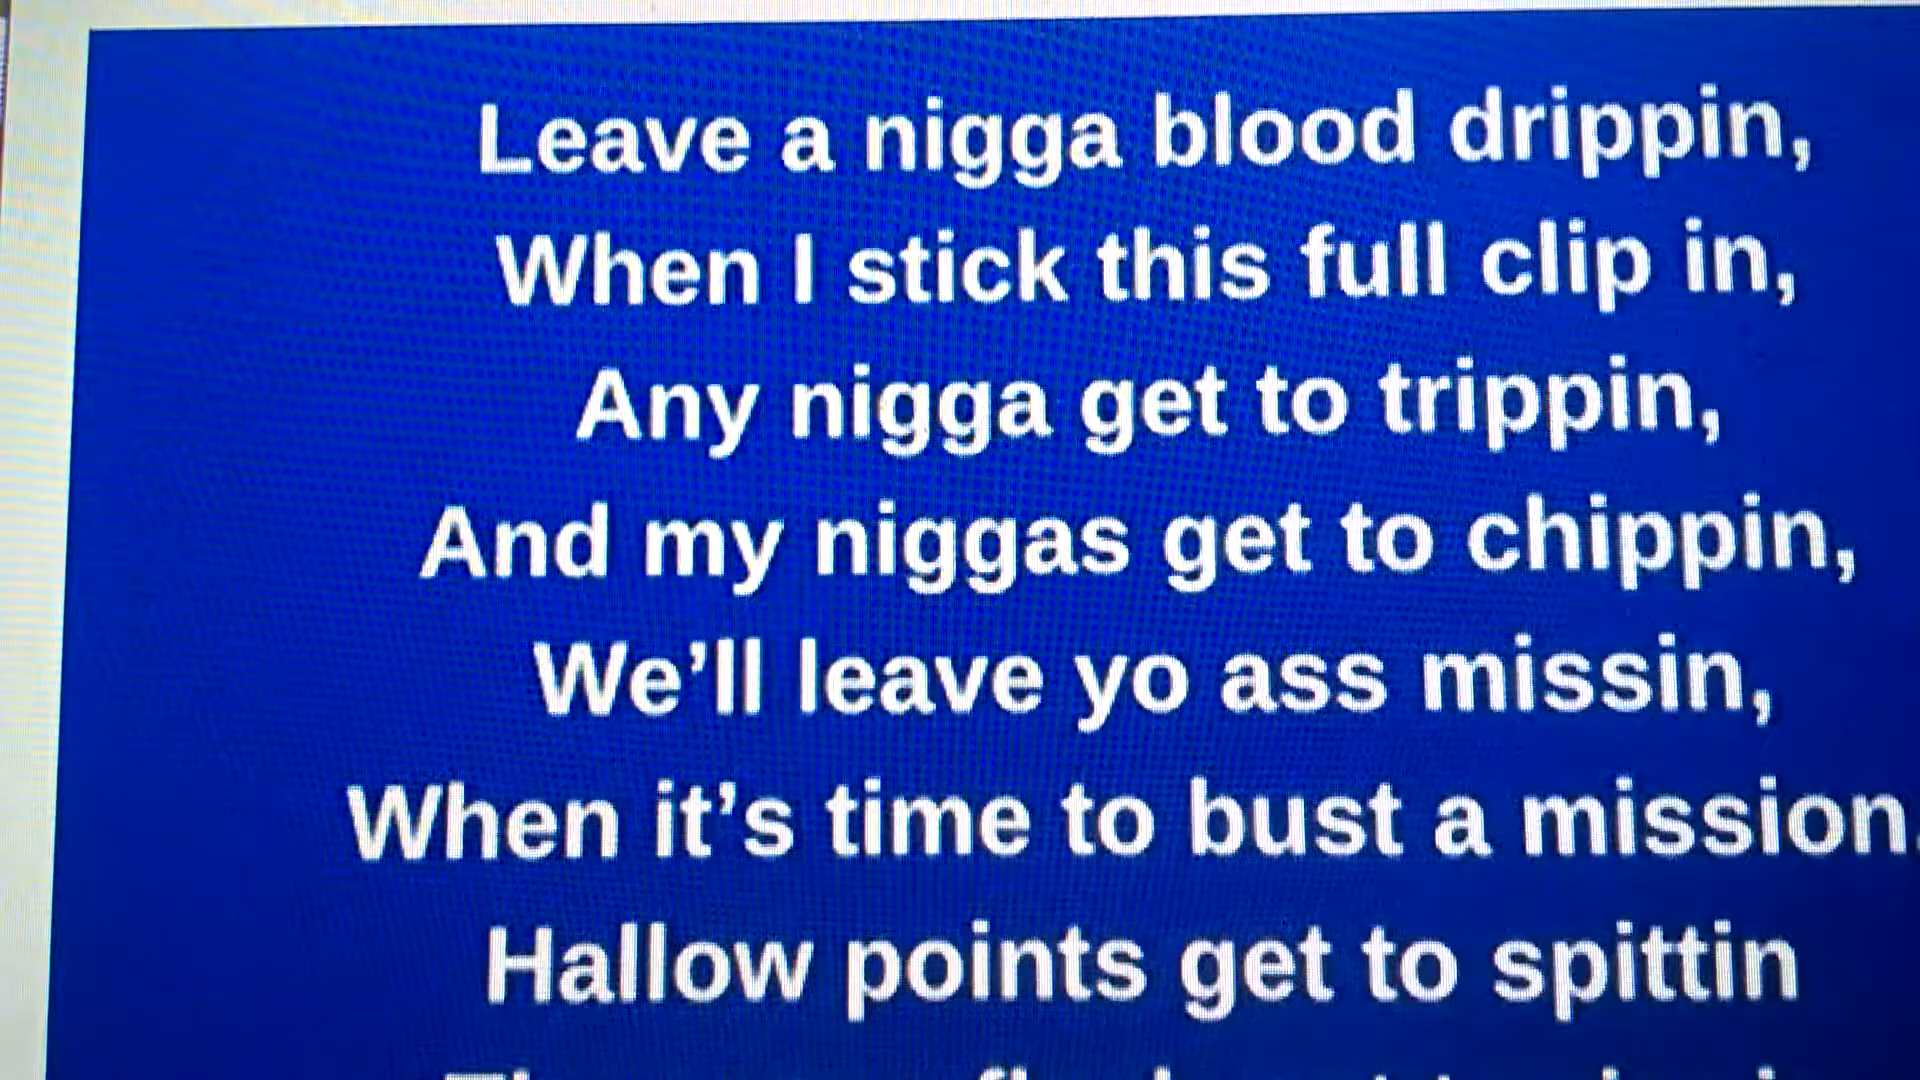 Leave a nigga blood drippin,
When I stick this full clip in,
Any nigga get to trippin,
And my niggas get to chippin,
We’ll leave yo ass missin,
When it’s time to bust a mission.
Hallow points get to spittin